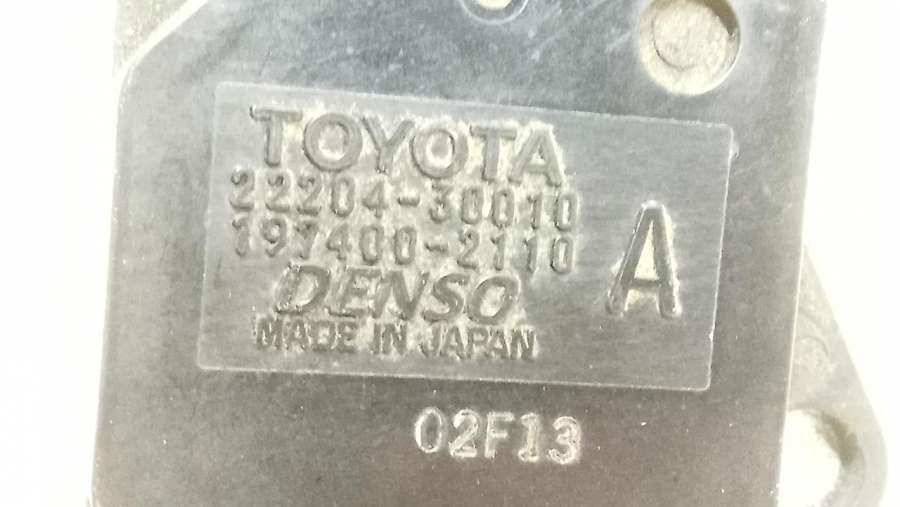 TOYOTA
22204-30010
197400-2110
A
DENSO
MADE IN JAPAN
02F13